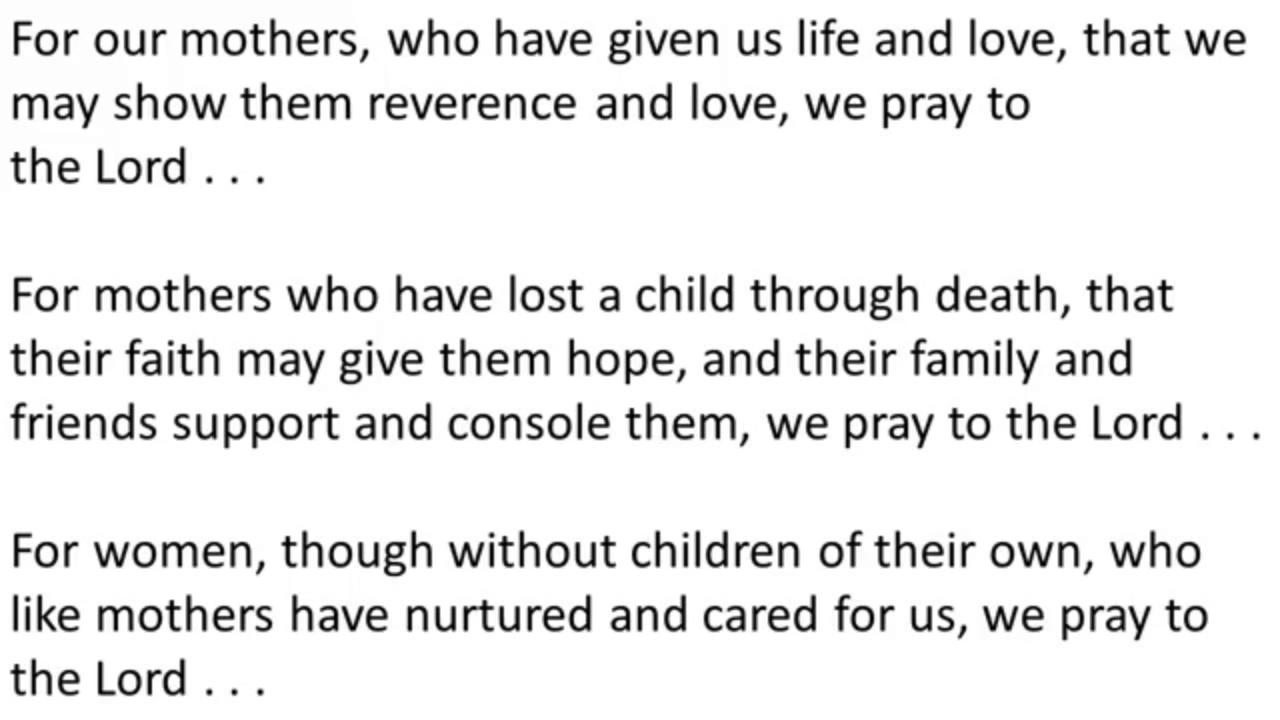 For our mothers, who have given us life and love, that we
may show them reverence and love, we pray to
the Lord . . .
For mothers who have lost a child through death, that
their faith may give them hope, and their family and
friends support and console them, we pray to the Lord . . .
For women, though without children of their own, who
like mothers have nurtured and cared for us, we pray to
the Lord . . .